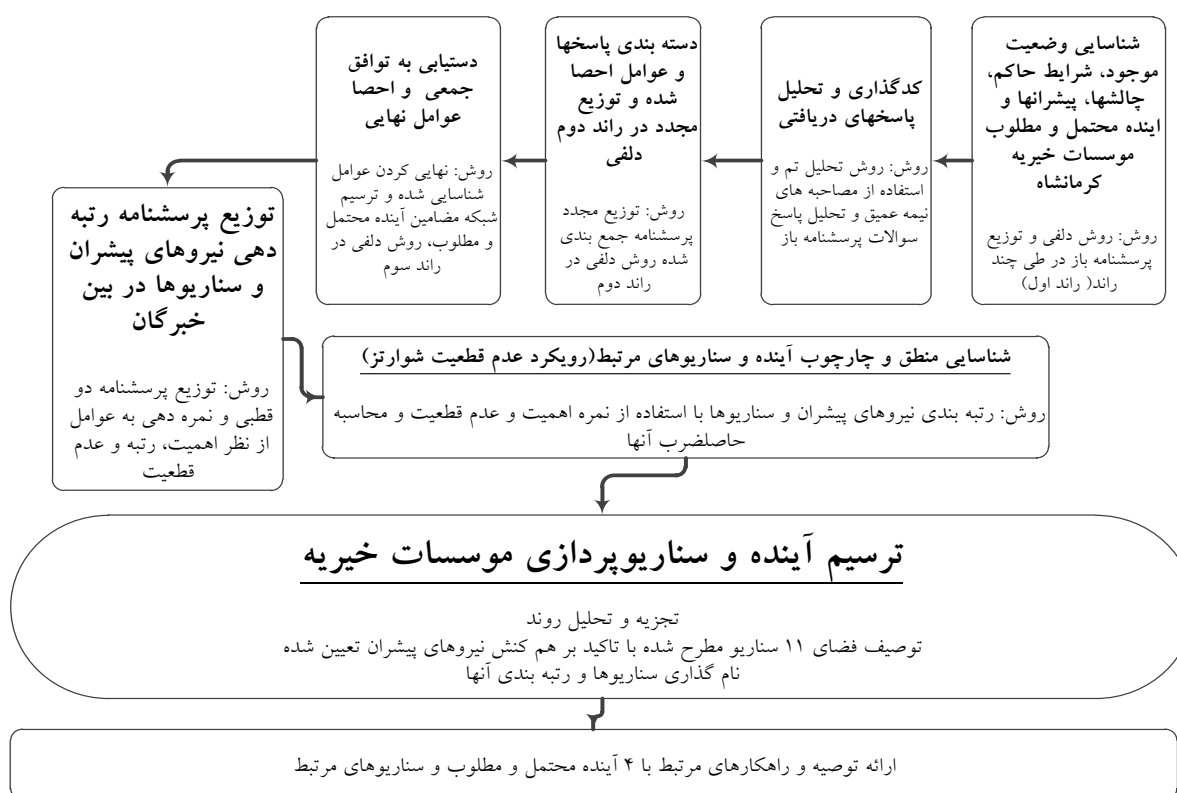 شناسایی وضعیت
موجود، شرایط حاکم،
چالشها، پیشرانها و
اینده محتمل و مطلوب
موسسات خیریه
کرمانشاه
روش: روش دلفی و توزیع
پرسشنامه باز در طی چند
راند( راند اول)
کدگذاری و تحلیل
پاسخهای دریافتی
روش: روش تحلیل تم و
استفاده از مصاحبه های
نیمه عمیق و تحلیل پاسخ
سوالات پرسشنامه باز
دسته بندی پاسخها
و عوامل احصا
شده و توزیع
مجدد در راند دوم
دلفی
روش: توزیع مجدد
پرسشنامه جمع بندی
شده روش دلفی در
راند دوم
دستیابی به توافق
جمعی و احصا
عوامل نهایی
روش: نهایی کردن عوامل
شناسایی شده و ترسیم
شبکه مضامین آینده محتمل
و مطلوب، روش دلفی در
راند سوم
توزیع پرسشنامه رتبه
دهی نیروهای پیشران
و سناریوها در بین
خبرگان
روش: توزیع پرسشنامه دو
قطبی و نمره دهی به عوامل
از نظر اهمیت، رتبه و عدم
قطعیت
شناسایی منطق و چارچوب آینده و سناریوهای مرتبط(رویکرد عدم قطعیت شوارتز)
روش: رتبه بندی نیروهای پیشران و سناریوها با استفاده از نمره اهمیت و عدم قطعیت و محاسبه
حاصلضرب آنها
ترسیم آینده و سناریوپردازی موسسات خیریه
تجزیه و تحلیل روند
توصیف فضای ۱۱ سناریو مطرح شده با تاکید بر هم کنش نیروهای پیشران تعیین شده
نام گذاری سناریوها و رتبه بندی آنها
ارائه توصیه و راهکارهای مرتبط با ۴ آینده محتمل و مطلوب و سناریوهای مرتبط